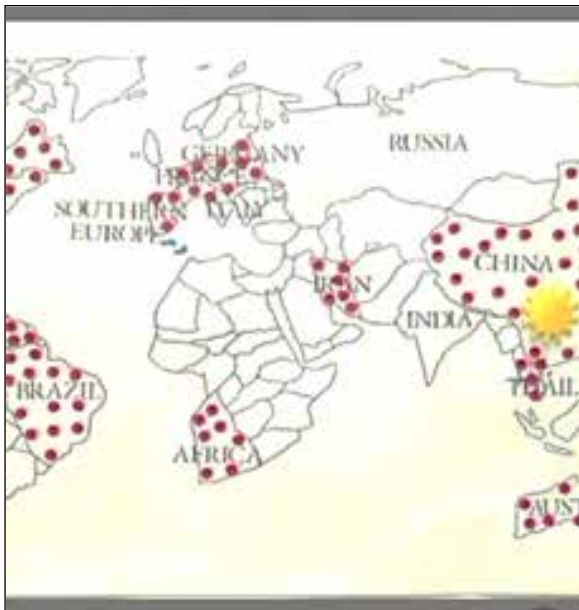 RUSSIA
GERMANY
FRANCE
SOUTHERN
EUROPE
ITALY
CHINA
IRAN
INDIA
BRAZIL
THAIL
AFRICA
AUST